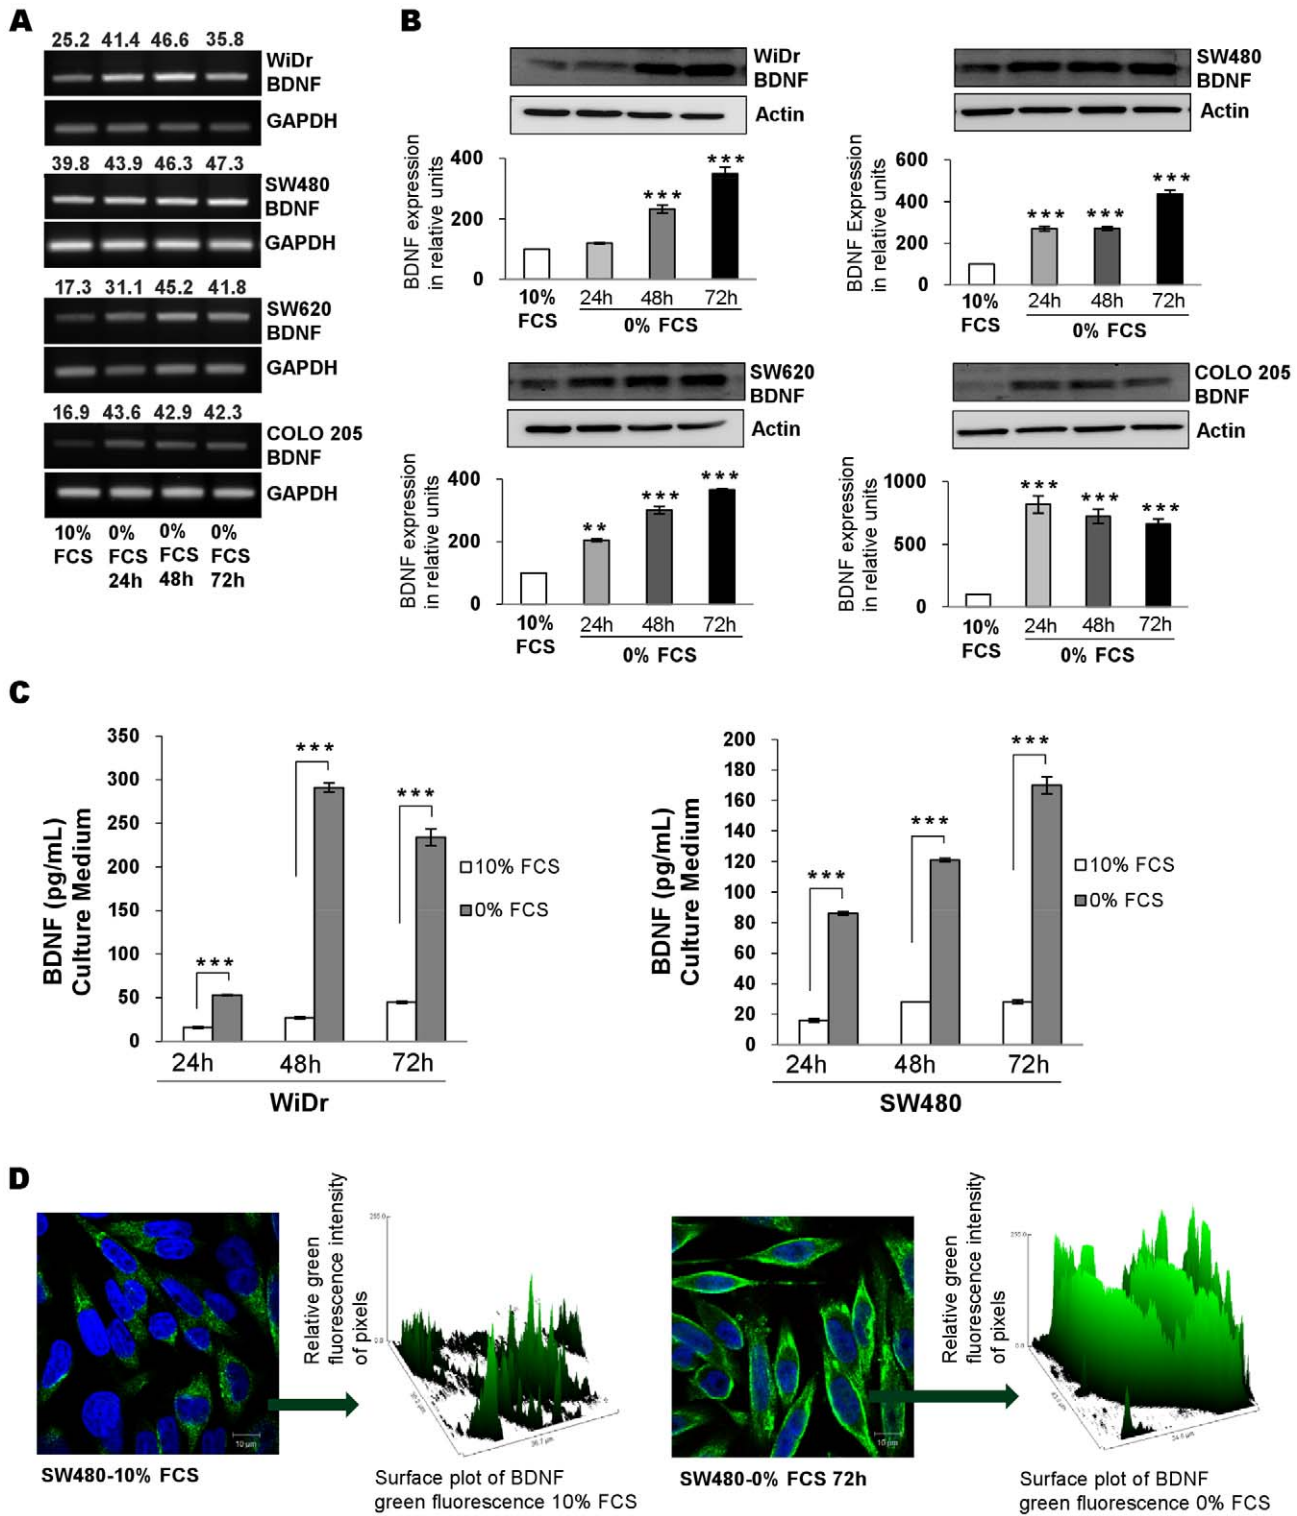 A
25.2 41.4 46.6 35.8
WiDr
BDNF
GAPDH
39.8 43.9 46.3 47.3
SW480
BDNF
GAPDH
17.3 31.1 45.2 41.8
SW620
BDNF
GAPDH
16.9 43.6 42.9 42.3
COLO 205
BDNF
GAPDH
10% 0% 0% 0%
FCS FCS FCS FCS
24h 48h 72h
B
WiDr
BDNF
Actin
BDNF expression
in relative units
400
200
0
***
***
10%
FCS
24h 48h 72h
0% FCS
SW480
BDNF
Actin
BDNF Expression
in relative units
600
400
200
0
***
***
***
10%
FCS
24h 48h 72h
0% FCS
SW620
BDNF
Actin
BDNF expression
in relative units
400
200
0
**
***
***
10%
FCS
24h 48h 72h
0% FCS
COLO 205
BDNF
Actin
BDNF expression
in relative units
1000
500
0
***
***
***
10%
FCS
24h 48h 72h
0% FCS
C
BDNF (pg/mL)
Culture Medium
350
300
250
200
150
100
50
0
***
***
***
10% FCS
0% FCS
24h 48h 72h
WiDr
BDNF (pg/mL)
Culture Medium
200
180
160
140
120
100
80
60
40
20
0
***
***
***
10% FCS
0% FCS
24h 48h 72h
SW480
D
10 µm
SW480-10% FCS
Relative green
fluorescence intensity
of pixels
Surface plot of BDNF
green fluorescence 10% FCS
10 µm
SW480-0% FCS 72h
Relative green
fluorescence intensity
of pixels
Surface plot of BDNF
green fluorescence 0% FCS